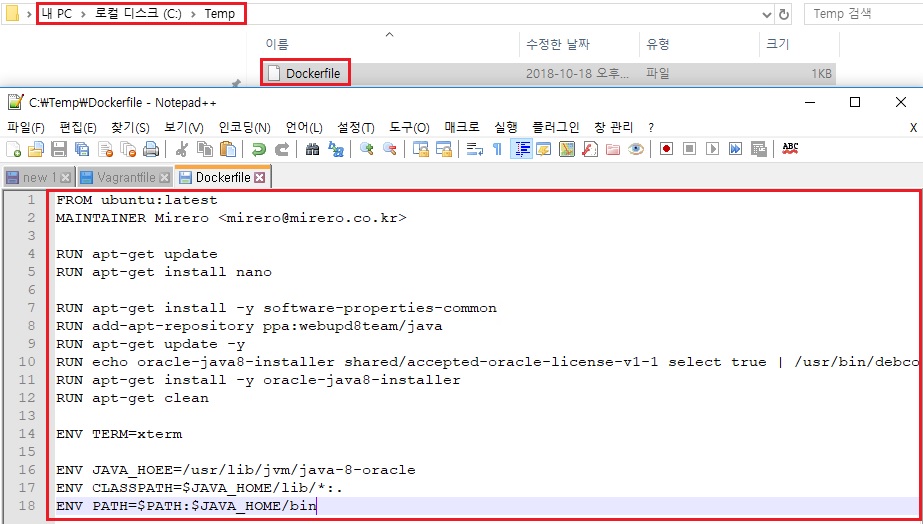 내 PC > 로컬 디스크 (C:) > Temp
Temp 검색
이름 수정한 날짜 유형 크기
Dockerfile 2018-10-18 오후... 파일 1KB
C:₩Temp₩Dockerfile - Notepad++
파일(F) 편집(E) 찾기(S) 보기(V) 인코딩(N) 언어(L) 설정(T) 도구(O) 매크로 실행 플러그인 창 관리 ? X
ABC
new 1 Vagrantfile Dockerfile
1 FROM ubuntu:latest
2 MAINTAINER Mirero <mirero@mirero.co.kr>
3
4 RUN apt-get update
5 RUN apt-get install nano
6
7 RUN apt-get install -y software-properties-common
8 RUN add-apt-repository ppa:webupd8team/java
9 RUN apt-get update -y
10 RUN echo oracle-java8-installer shared/accepted-oracle-license-v1-1 select true | /usr/bin/debco
11 RUN apt-get install -y oracle-java8-installer
12 RUN apt-get clean
13
14 ENV TERM=xterm
15
16 ENV JAVA_HOEE=/usr/lib/jvm/java-8-oracle
17 ENV CLASSPATH=$JAVA_HOME/lib/*:.
18 ENV PATH=$PATH:$JAVA_HOME/bin